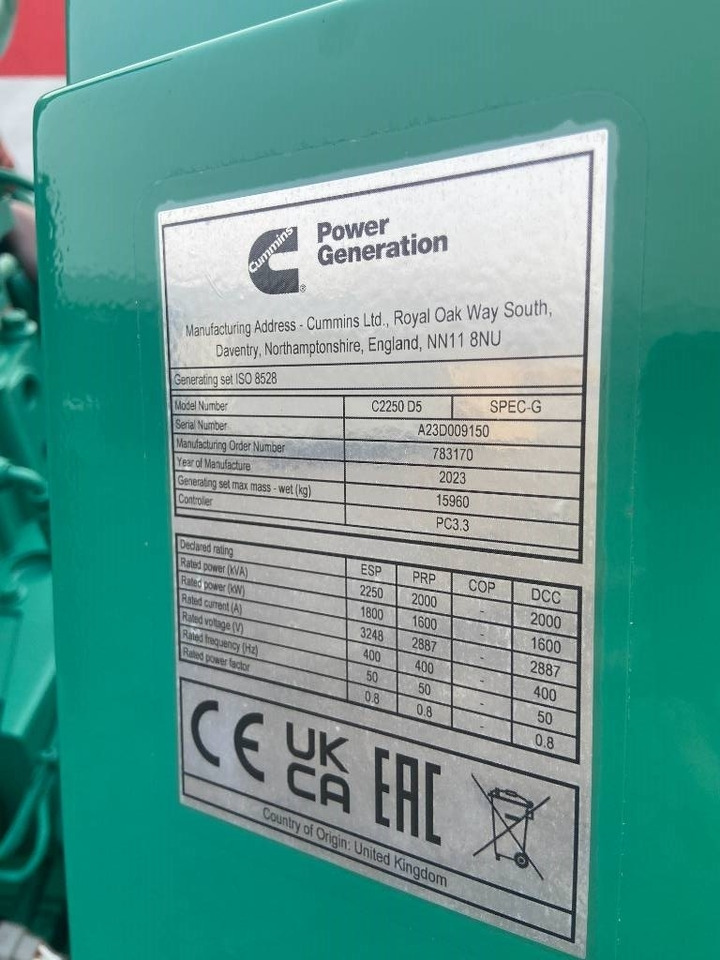 Cummins
Power
Generation
®
Manufacturing Address - Cummins Ltd., Royal Oak Way South,
Daventry, Northamptonshire, England, NN11 8NU
Generating set ISO 8528
Model Number C2250 D5 SPEC-G
Serial Number A23D009150
Manufacturing Order Number 783170
Year of Manufacture 2023
Generating set max mass - wet (kg) 15960
Controller PC3.3
Declared rating ESP PRP COP DCC
Rated power (kVA) 2250 2000 - 2000
Rated power (kW) 1800 1600 - 1600
Rated current (A) 3248 2887 - 2887
Rated voltage (V) 400 400 - 400
Rated frequency (Hz) 50 50 - 50
Rated power factor 0.8 0.8 - 0.8
CE UK CA EAC
Country of Origin: United Kingdom